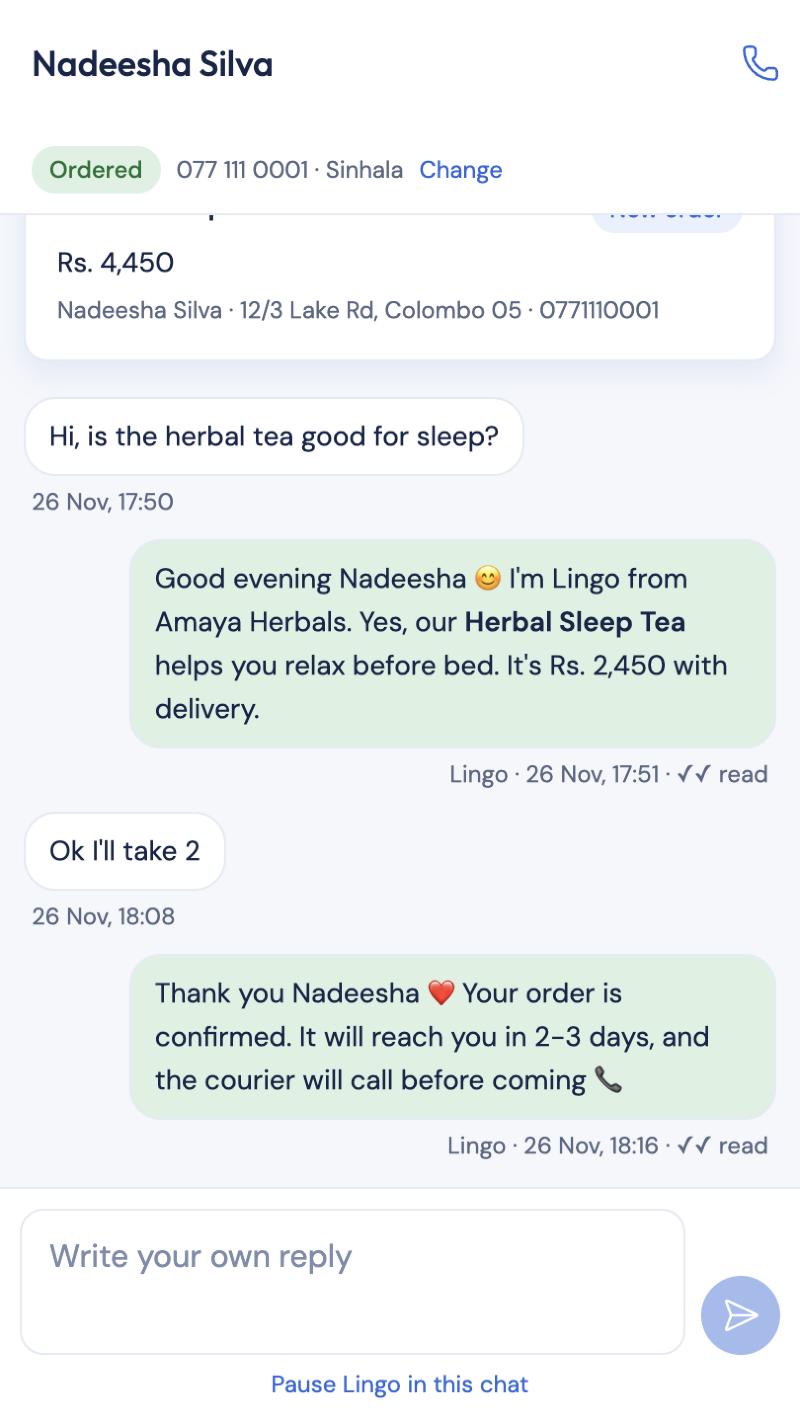 Nadeesha Silva
Ordered 077 111 0001 · Sinhala Change
Rs. 4,450
Nadeesha Silva · 12/3 Lake Rd, Colombo 05 · 0771110001
Hi, is the herbal tea good for sleep?
26 Nov, 17:50
Good evening Nadeesha 😊 I'm Lingo from
Amaya Herbals. Yes, our Herbal Sleep Tea
helps you relax before bed. It's Rs. 2,450 with
delivery.
Lingo · 26 Nov, 17:51 · ✓✓ read
Ok I'll take 2
26 Nov, 18:08
Thank you Nadeesha ❤️ Your order is
confirmed. It will reach you in 2–3 days, and
the courier will call before coming 📞
Lingo · 26 Nov, 18:16 · ✓✓ read
Write your own reply
Pause Lingo in this chat